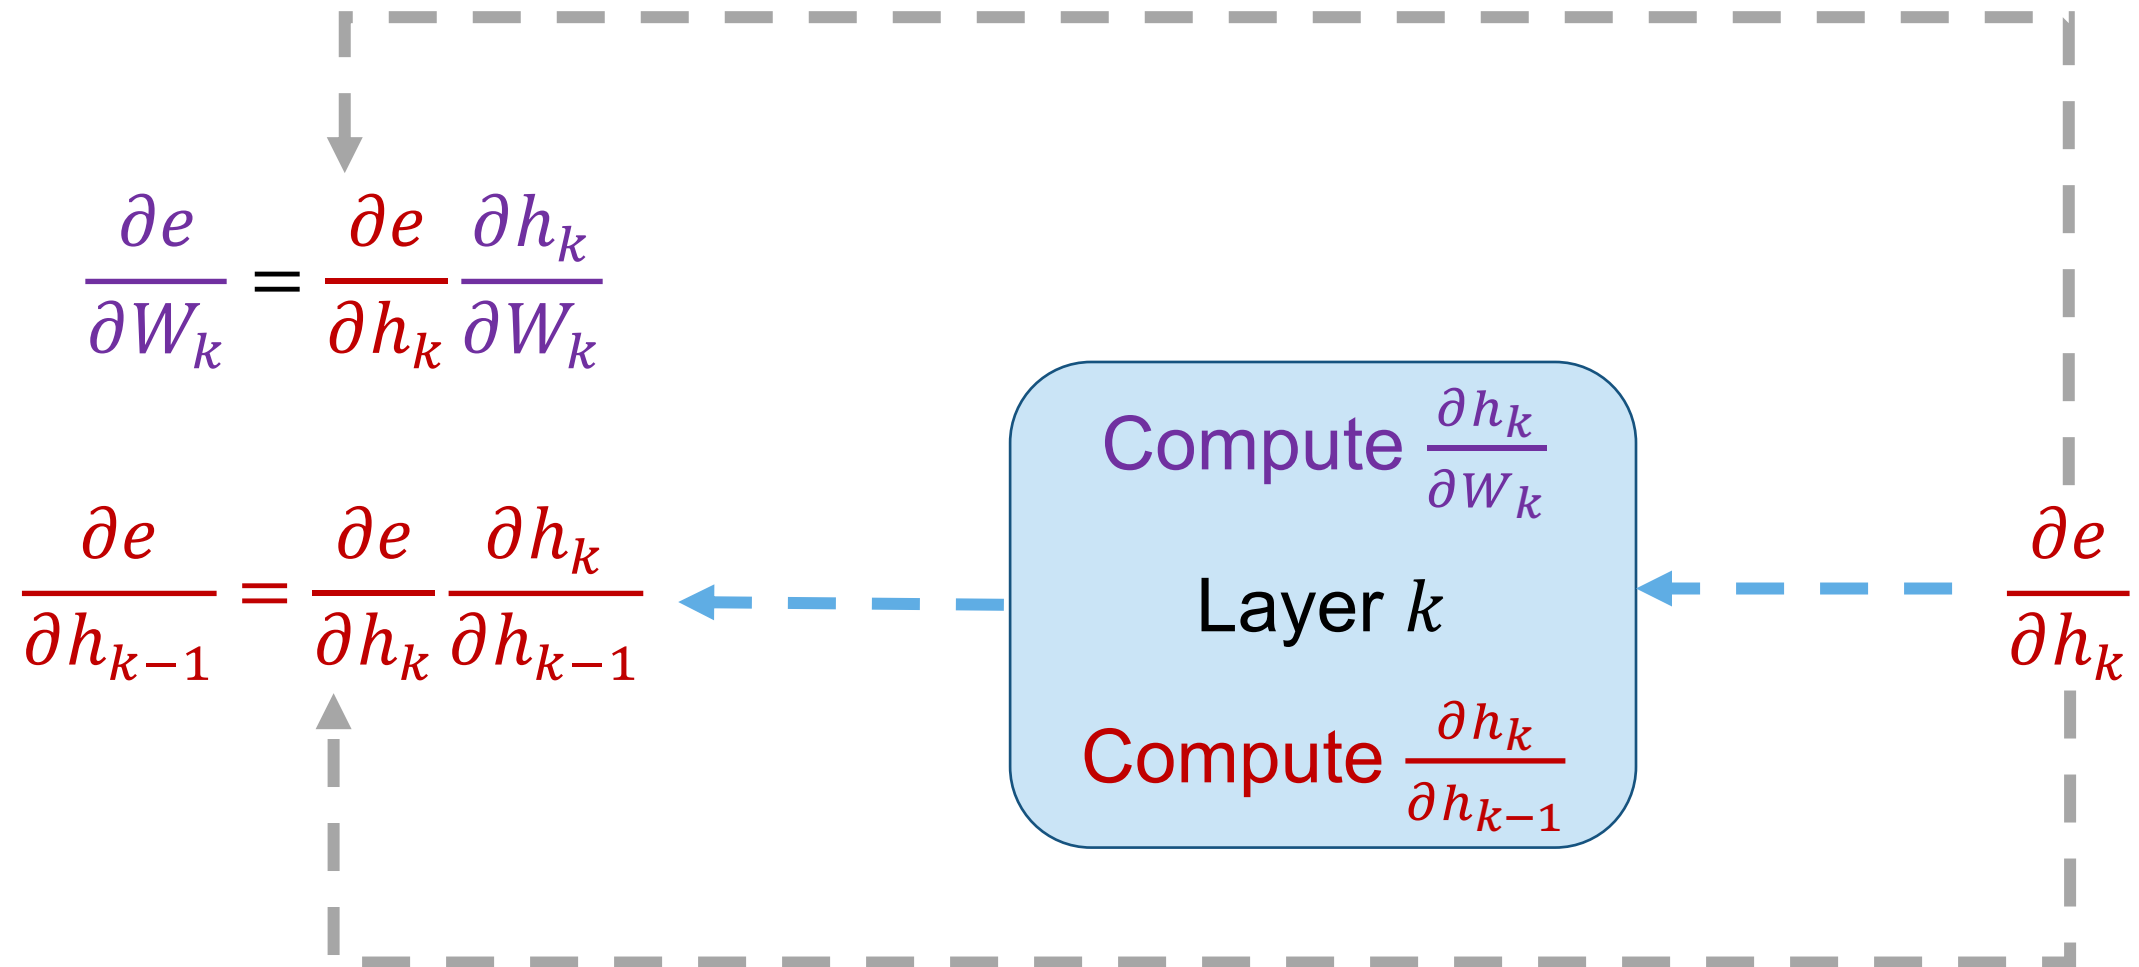 ∂e/∂W_k = ∂e/∂h_k ∂h_k/∂W_k
Compute ∂h_k/∂W_k
∂e/∂h_{k−1} = ∂e/∂h_k ∂h_k/∂h_{k−1}
Layer k
∂e/∂h_k
Compute ∂h_k/∂h_{k−1}